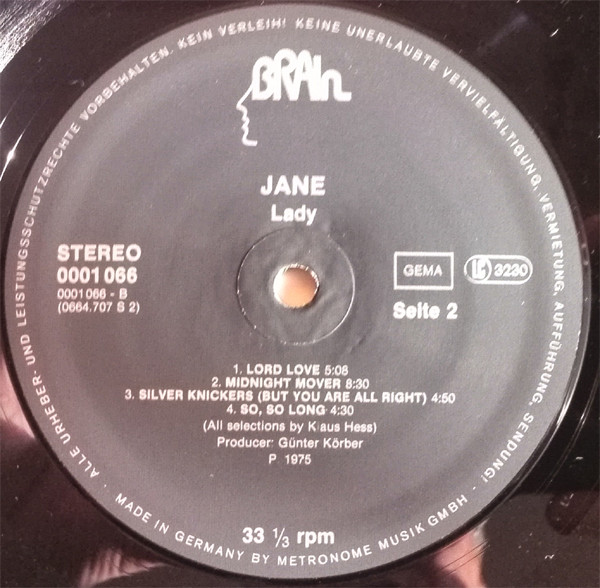 BRAIN
JANE
Lady
STEREO
0001 066
0001 066 - B
(0664.707 S 2)
GEMA
LC 3230
Seite 2
1. LORD LOVE 5:08
2. MIDNIGHT MOVER 8:30
3. SILVER KNICKERS (BUT YOU ARE ALL RIGHT) 4:50
4. SO, SO LONG 4:30
(All selections by Klaus Hess)
Producer: Günter Körber
P 1975
33 1/3 rpm
· ALLE URHEBER- UND LEISTUNGSSCHUTZRECHTE VORBEHALTEN. KEIN VERLEIH! KEINE UNERLAUBTE VERVIELFÄLTIGUNG, VERMIETUNG, AUFFÜHRUNG, SENDUNG! ·
MADE IN GERMANY BY METRONOME MUSIK GMBH